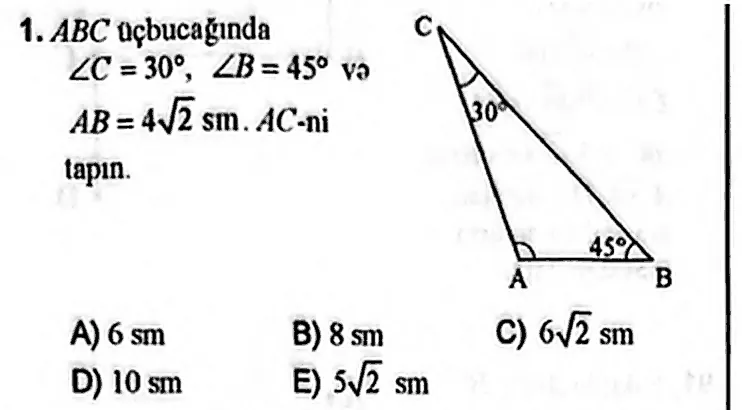 1. ABC üçbucağında
∠C = 30°, ∠B = 45° və
AB = 4√2 sm. AC-ni
tapın.
C
30°
45°
A
B
A) 6 sm
B) 8 sm
C) 6√2 sm
D) 10 sm
E) 5√2 sm